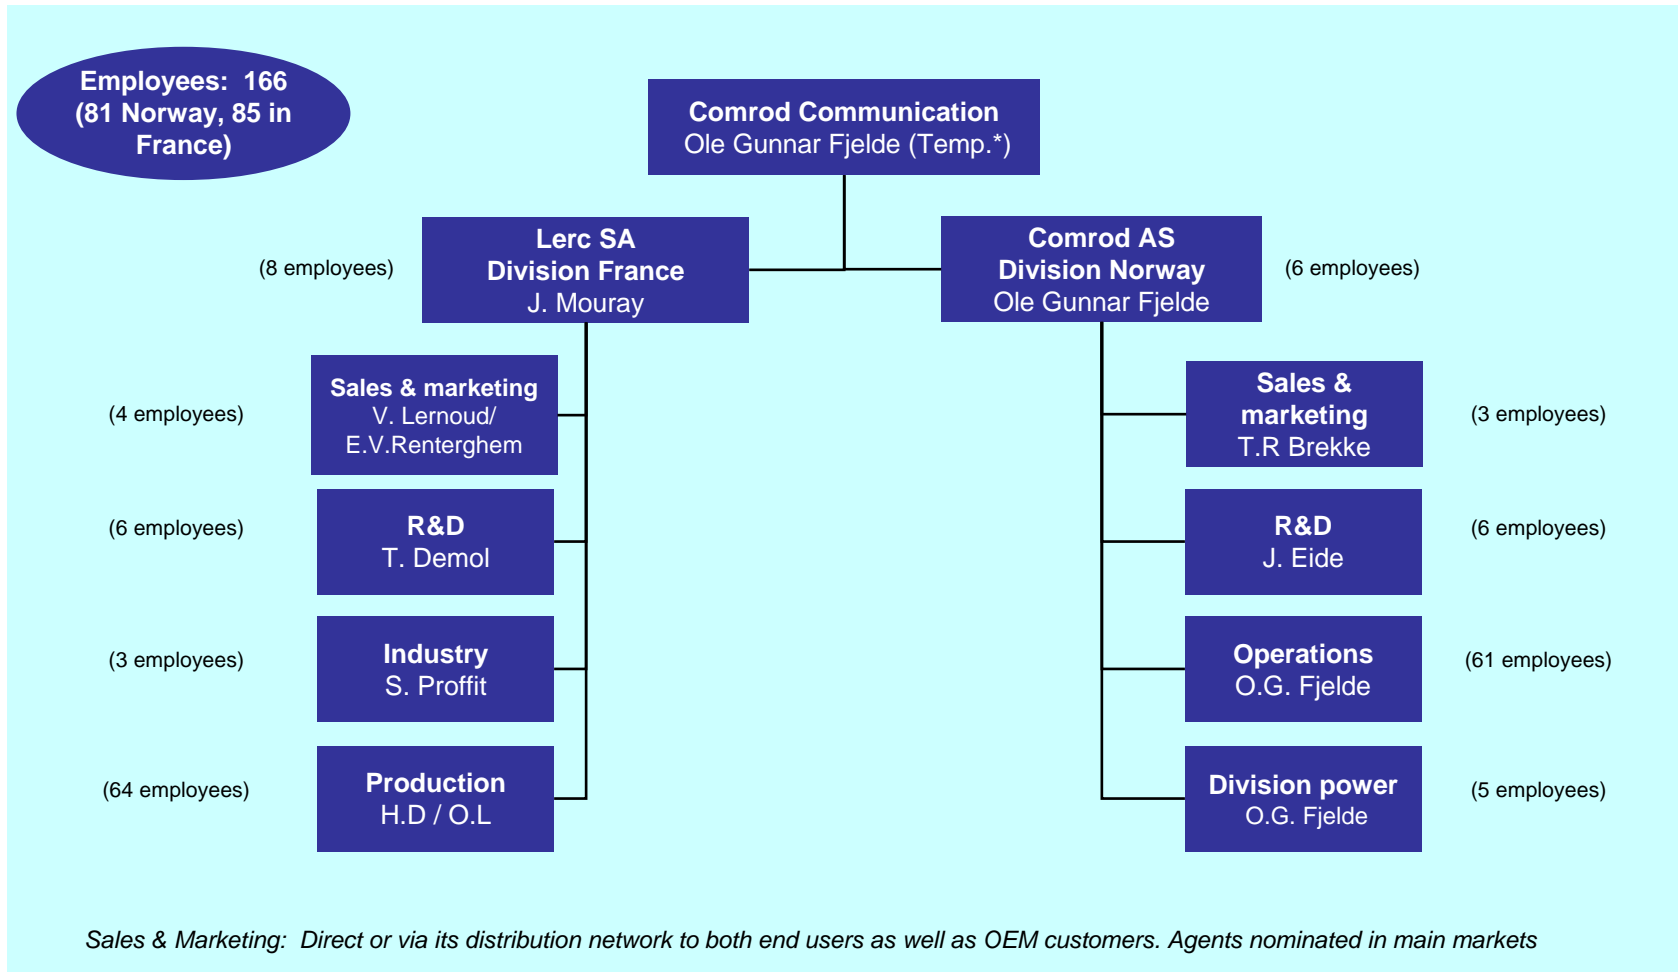 Employees:  166
(81 Norway, 85 in
France)
Comrod Communication
Ole Gunnar Fjelde (Temp.*)
(8 employees)
Lerc SA
Division France
J. Mouray
Comrod AS
Division Norway
Ole Gunnar Fjelde
(6 employees)
(4 employees)
Sales & marketing
V. Lernoud/
E.V.Renterghem
Sales &
marketing
T.R Brekke
(3 employees)
(6 employees)
R&D
T. Demol
R&D
J. Eide
(6 employees)
(3 employees)
Industry
S. Proffit
Operations
O.G. Fjelde
(61 employees)
(64 employees)
Production
H.D / O.L
Division power
O.G. Fjelde
(5 employees)
Sales & Marketing:  Direct or via its distribution network to both end users as well as OEM customers. Agents nominated in main markets